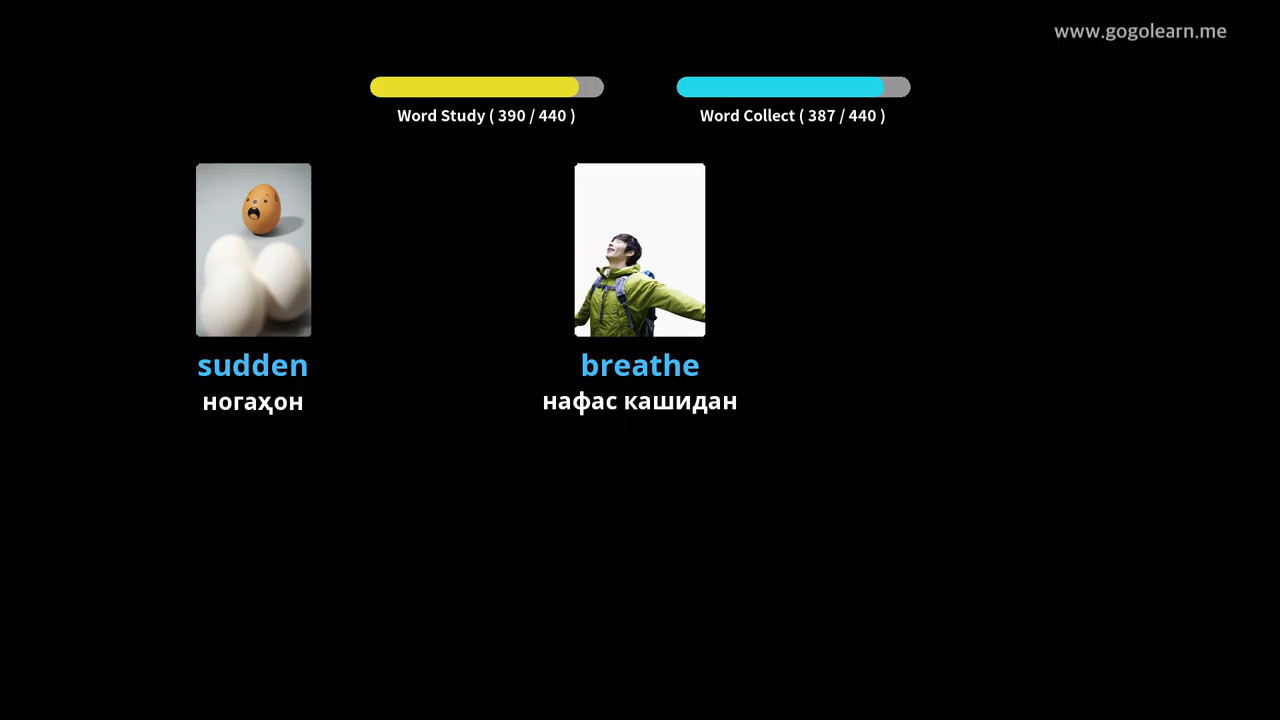 www.gogolearn.me
Word Study ( 390 / 440 )
Word Collect ( 387 / 440 )
sudden
ногаҳон
breathe
нафас кашидан